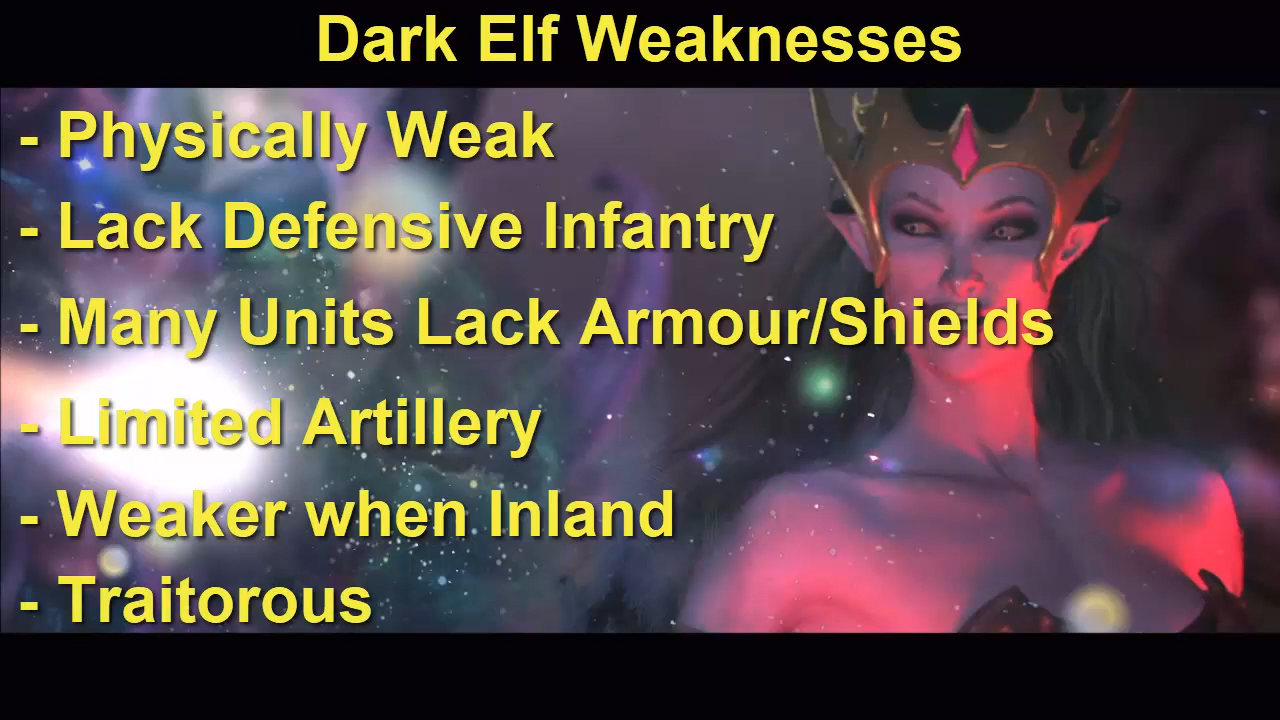 Dark Elf Weaknesses
- Physically Weak
- Lack Defensive Infantry
- Many Units Lack Armour/Shields
- Limited Artillery
- Weaker when Inland
- Traitorous